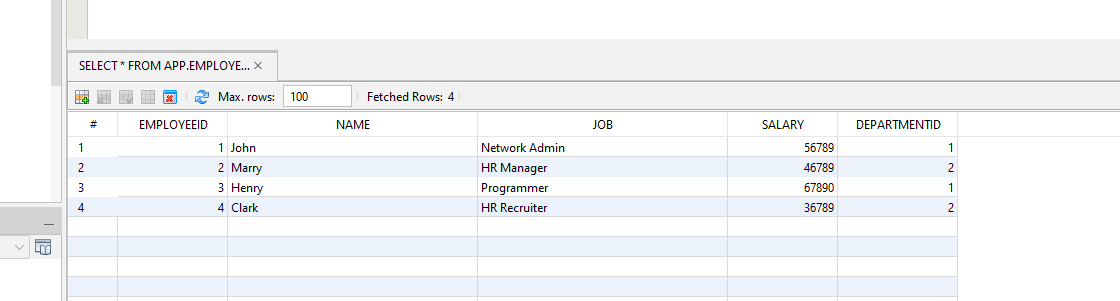 SELECT * FROM APP.EMPLOYE...
Max. rows: 100 Fetched Rows: 4
# EMPLOYEEID NAME JOB SALARY DEPARTMENTID
1 1 John Network Admin 56789 1
2 2 Marry HR Manager 46789 2
3 3 Henry Programmer 67890 1
4 4 Clark HR Recruiter 36789 2